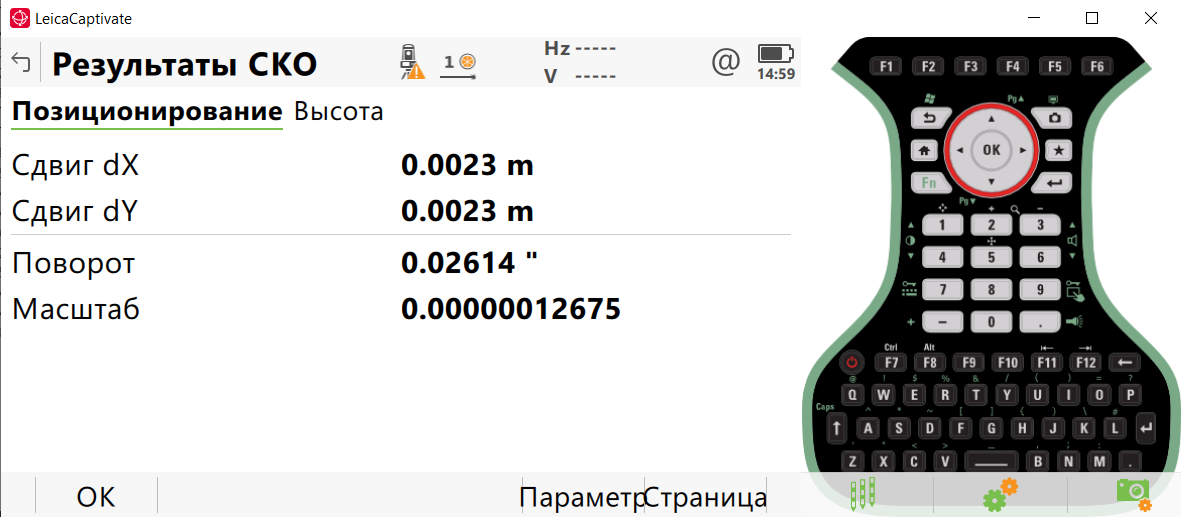 LeicaCaptivate
Результаты СКО
1
Hz -----
V -----
@
14:59
Позиционирование Высота
Сдвиг dX 0.0023 m
Сдвиг dY 0.0023 m
Поворот 0.02614 "
Масштаб 0.00000012675
OK Параметр Страница
F1 F2 F3 F4 F5 F6
Pg▲
OK
Fn
Pg▼
+ −
1 2 3
4 5 6
7 8 9
+ − 0 .
Ctrl Alt
F7 F8 F9 F10 F11 F12
@ ! $ % & / ( ) = ?
Q W E R T Y U I O P
Caps
^ * ~ [ ] { } \ #
A S D F G H J K L
< > _ , ; :
Z X C V B N M .